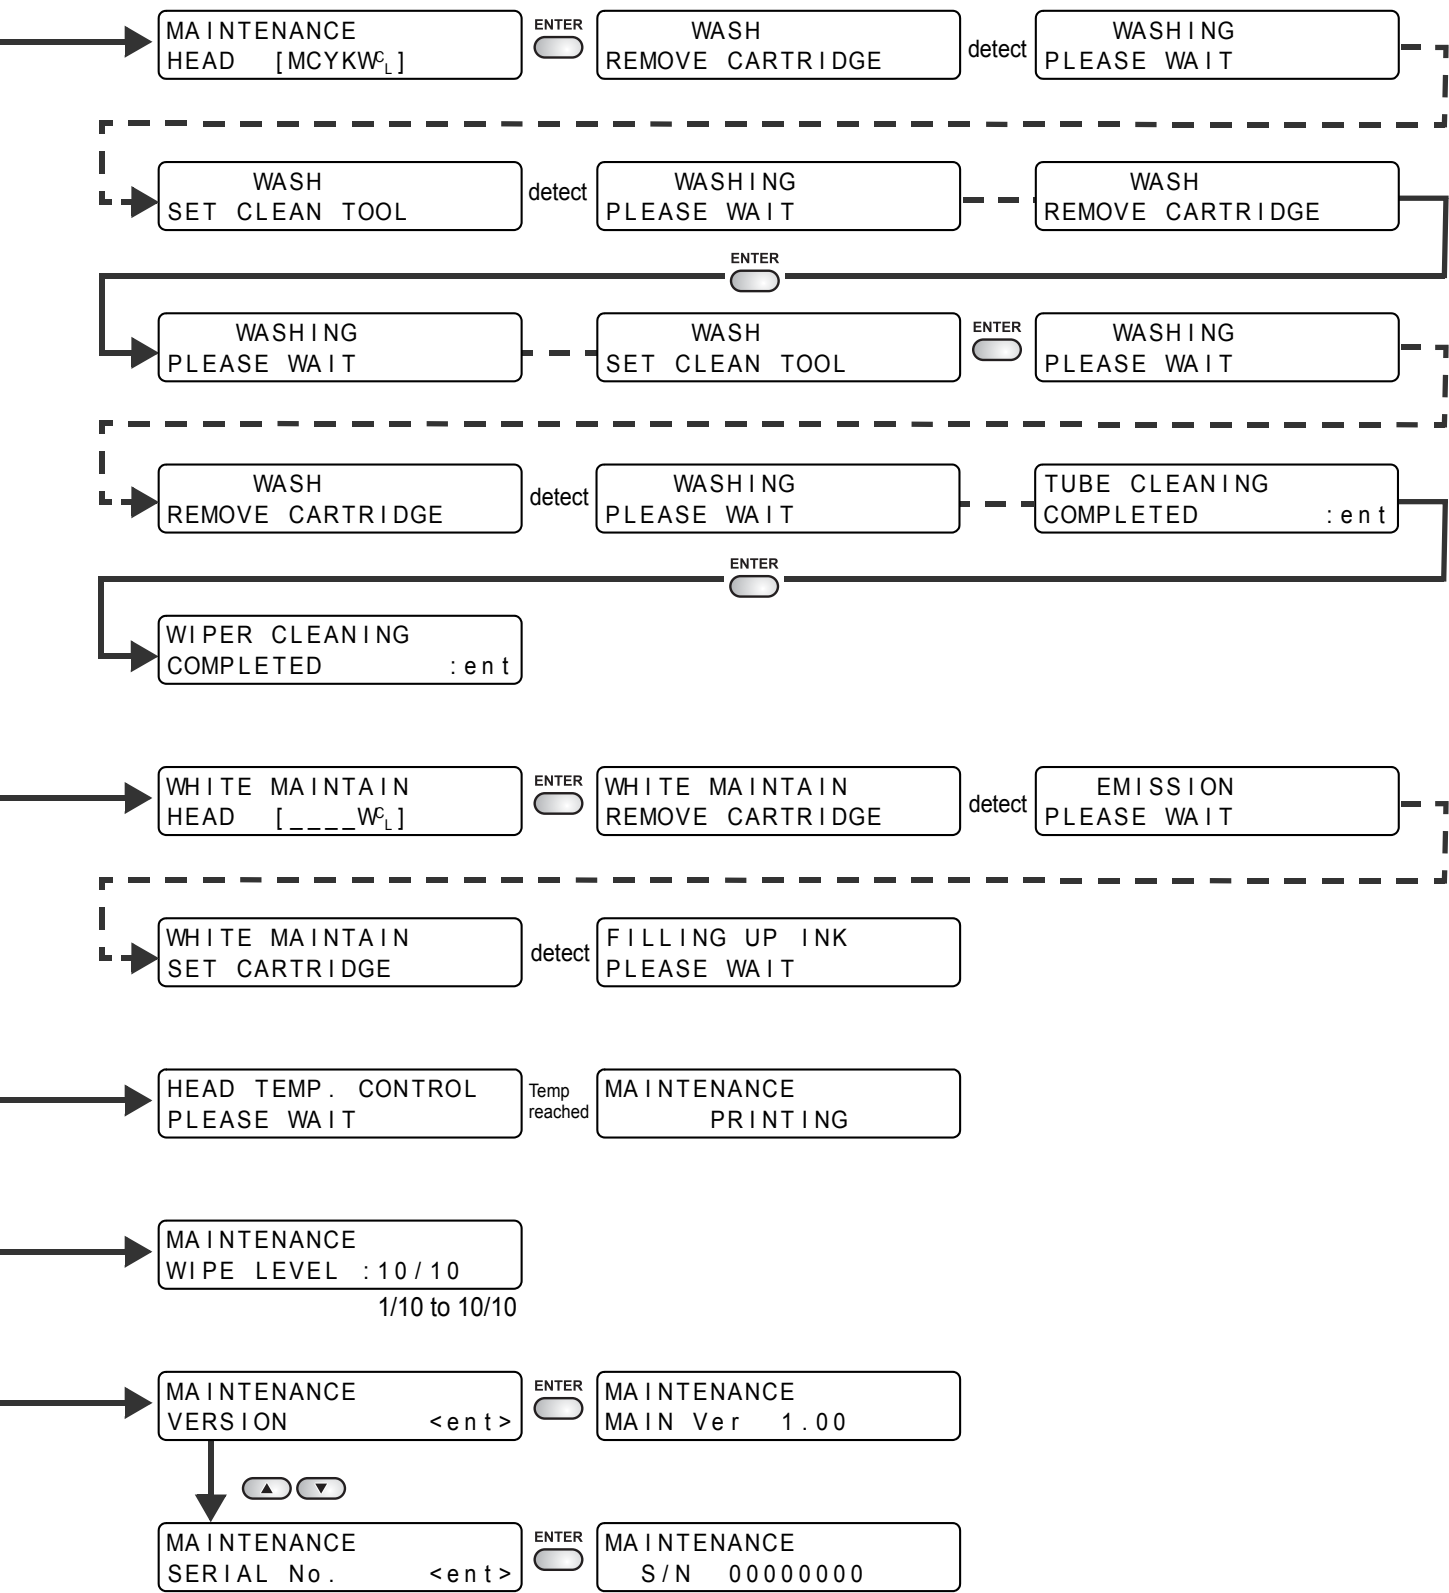 MAINTENANCE
HEAD [MCYKWCL]
ENTER
WASH
REMOVE CARTRIDGE
detect
WASHING
PLEASE WAIT
WASH
SET CLEAN TOOL
detect
WASHING
PLEASE WAIT
WASH
REMOVE CARTRIDGE
ENTER
WASHING
PLEASE WAIT
WASH
SET CLEAN TOOL
ENTER
WASHING
PLEASE WAIT
WASH
REMOVE CARTRIDGE
detect
WASHING
PLEASE WAIT
TUBE CLEANING
COMPLETED :ent
ENTER
WIPER CLEANING
COMPLETED :ent
WHITE MAINTAIN
HEAD [____WCL]
ENTER
WHITE MAINTAIN
REMOVE CARTRIDGE
detect
EMISSION
PLEASE WAIT
WHITE MAINTAIN
SET CARTRIDGE
detect
FILLING UP INK
PLEASE WAIT
HEAD TEMP. CONTROL
PLEASE WAIT
Temp
reached
MAINTENANCE
PRINTING
MAINTENANCE
WIPE LEVEL :10/10
1/10 to 10/10
MAINTENANCE
VERSION <ent>
ENTER
MAINTENANCE
MAIN Ver 1.00
MAINTENANCE
SERIAL No. <ent>
ENTER
MAINTENANCE
S/N 00000000